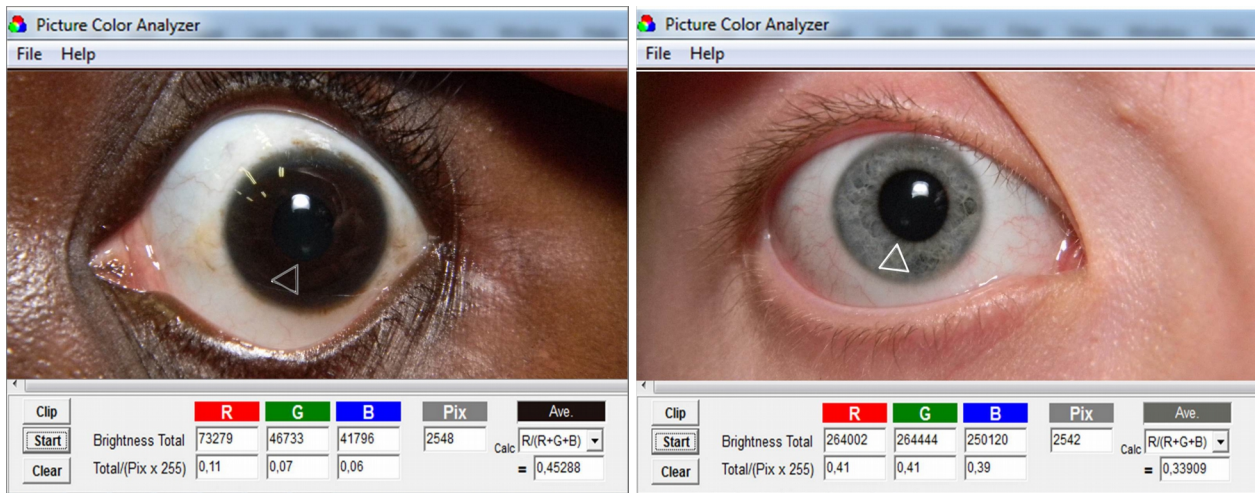 Picture Color Analyzer
File Help
Clip
Start
Clear
R G B Pix Ave.
Brightness Total 73279 46733 41796 2548 Calc R/(R+G+B)
Total/(Pix x 255) 0,11 0,07 0,06 = 0,45288
Picture Color Analyzer
File Help
Clip
Start
Clear
R G B Pix Ave.
Brightness Total 264002 264444 250120 2542 Calc R/(R+G+B)
Total/(Pix x 255) 0,41 0,41 0,39 = 0,33909